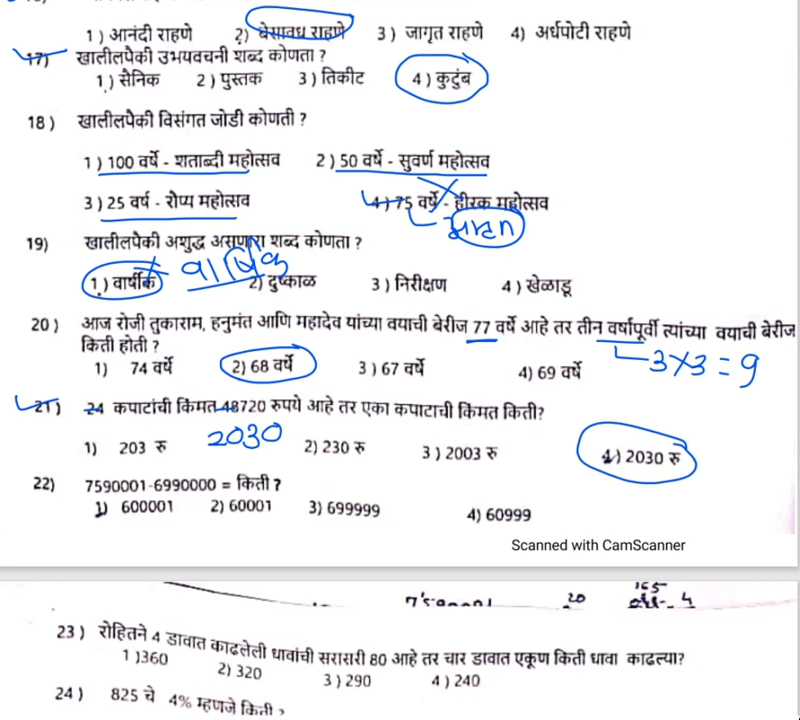 1) आनंदी राहणे 2) बेसावध राहणे 3) जागृत राहणे 4) अर्धपोटी राहणे
17) खालीलपैकी उभयवचनी शब्द कोणता ?
1) सैनिक 2) पुस्तक 3) तिकीट 4) कुटुंब
18) खालीलपैकी विसंगत जोडी कोणती ?
1) 100 वर्षे - शताब्दी महोत्सव 2) 50 वर्षे - सुवर्ण महोत्सव
3) 25 वर्ष - रौप्य महोत्सव 4) 75 वर्षे - हीरक महोत्सव
19) खालीलपैकी अशुद्ध असणारा शब्द कोणता ?
वार्षिक
1) वार्षीक 2) दुष्काळ 3) निरीक्षण 4) खेळाडू
20) आज रोजी तुकाराम, हनुमंत आणि महादेव यांच्या वयाची बेरीज 77 वर्षे आहे तर तीन वर्षापूर्वी त्यांच्या वयाची बेरीज
किती होती ?
1) 74 वर्षे 2) 68 वर्षे 3) 67 वर्षे 4) 69 वर्षे 3x3=9
21) 24 कपाटांची किंमत 48720 रुपये आहे तर एका कपाटाची किंमत किती?
2030
1) 203 रु 2) 230 रु 3) 2003 रु 4) 2030 रु
22) 7590001-6990000 = किती ?
1) 600001 2) 60001 3) 699999 4) 60999
Scanned with CamScanner
20 165
23) रोहितने 4 डावात काढलेली धावांची सरासरी 80 आहे तर चार डावात एकूण किती धावा काढल्या?
1)360 2) 320 3) 290 4) 240
24) 825 चे 4% म्हणजे किती ?